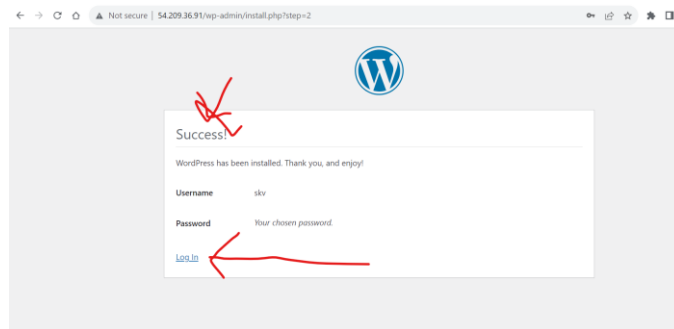 Not secure | 54.209.36.91/wp-admin/install.php?step=2
Success!
WordPress has been installed. Thank you, and enjoy!
Username skv
Password Your chosen password.
Log In